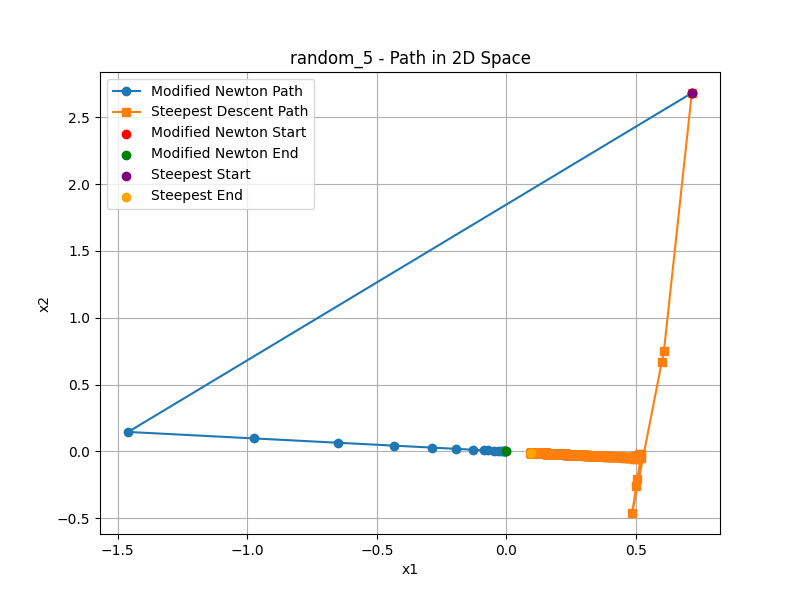 random_5 - Path in 2D Space
Modified Newton Path
Steepest Descent Path
Modified Newton Start
Modified Newton End
Steepest Start
Steepest End
x2
2.5
2.0
1.5
1.0
0.5
0.0
−0.5
−1.5
−1.0
−0.5
0.0
0.5
x1